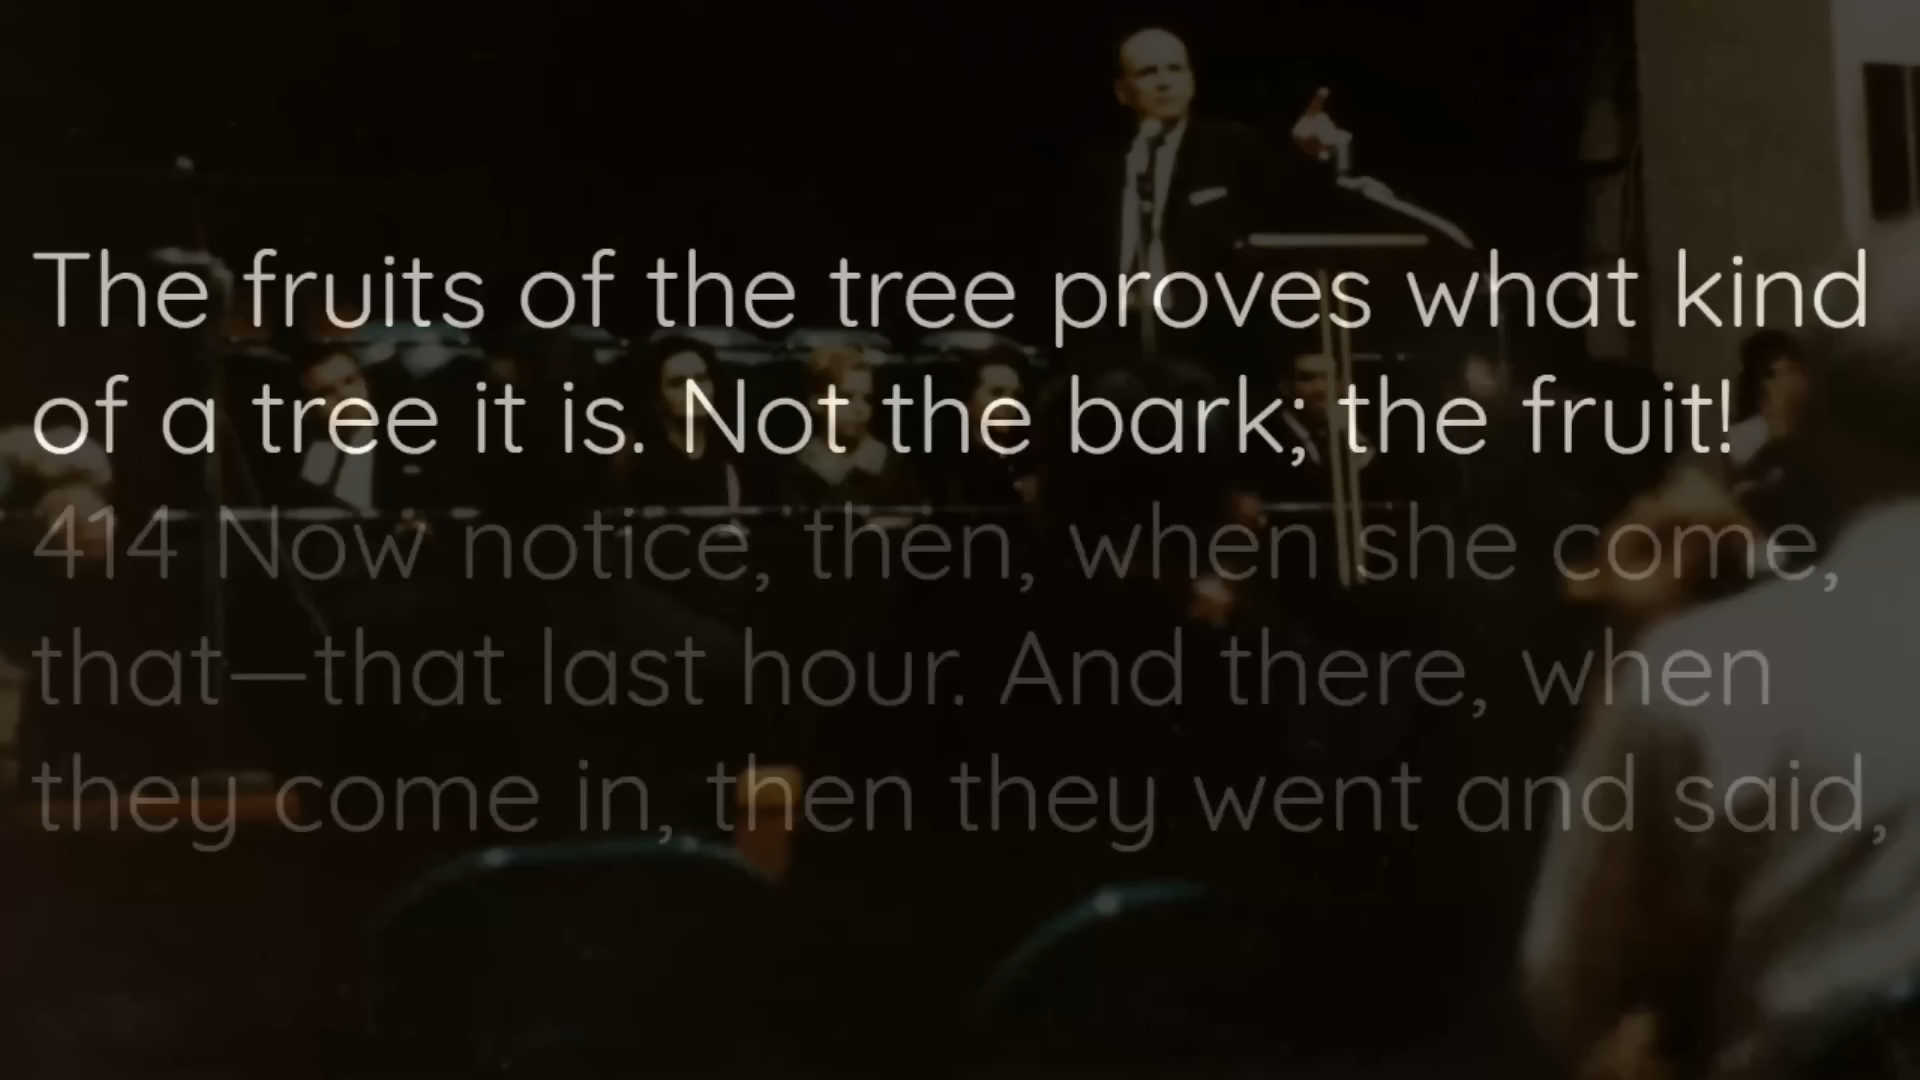 The fruits of the tree proves what kind
of a tree it is. Not the bark; the fruit!
414 Now notice, then, when she come,
that—that last hour. And there, when
they come in, then they went and said,